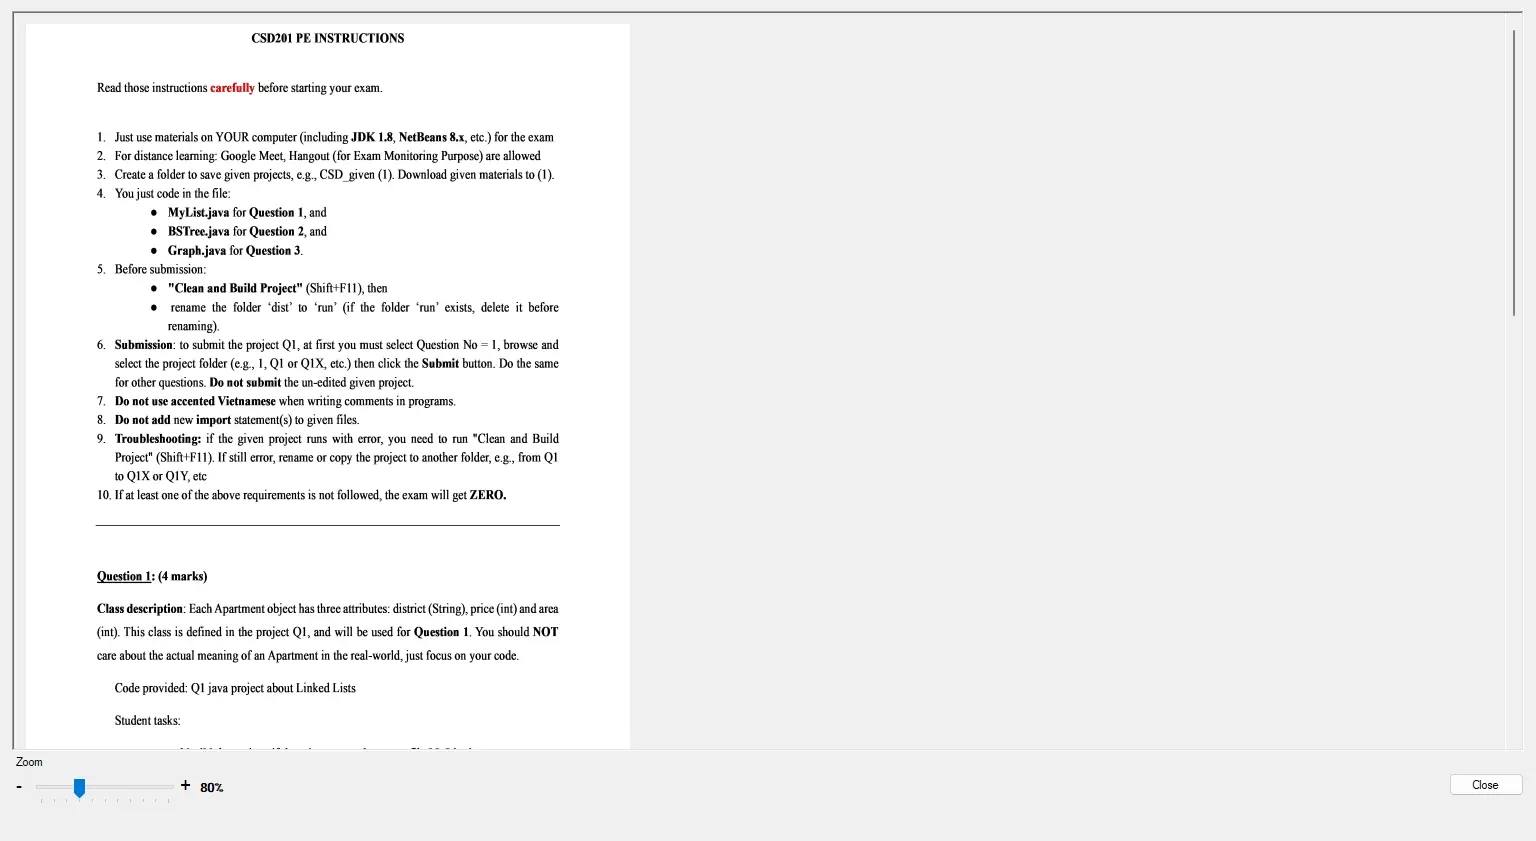 CSD201 PE INSTRUCTIONS
Read those instructions carefully before starting your exam.
1. Just use materials on YOUR computer (including JDK 1.8, NetBeans 8.x, etc.) for the exam
2. For distance learning: Google Meet, Hangout (for Exam Monitoring Purpose) are allowed
3. Create a folder to save given projects, e.g., CSD_given (1). Download given materials to (1).
4. You just code in the file:
● MyList.java for Question 1, and
● BSTree.java for Question 2, and
● Graph.java for Question 3.
5. Before submission:
● "Clean and Build Project" (Shift+F11), then
● rename the folder ‘dist’ to ‘run’ (if the folder ‘run’ exists, delete it before
renaming).
6. Submission: to submit the project Q1, at first you must select Question No = 1, browse and
select the project folder (e.g., 1, Q1 or Q1X, etc.) then click the Submit button. Do the same
for other questions. Do not submit the un-edited given project.
7. Do not use accented Vietnamese when writing comments in programs.
8. Do not add new import statement(s) to given files.
9. Troubleshooting: if the given project runs with error, you need to run "Clean and Build
Project" (Shift+F11). If still error, rename or copy the project to another folder, e.g., from Q1
to Q1X or Q1Y, etc
10. If at least one of the above requirements is not followed, the exam will get ZERO.
Question 1: (4 marks)
Class description: Each Apartment object has three attributes: district (String), price (int) and area
(int). This class is defined in the project Q1, and will be used for Question 1. You should NOT
care about the actual meaning of an Apartment in the real-world, just focus on your code.
Code provided: Q1 java project about Linked Lists
Student tasks:
Zoom
- + 80%
Close